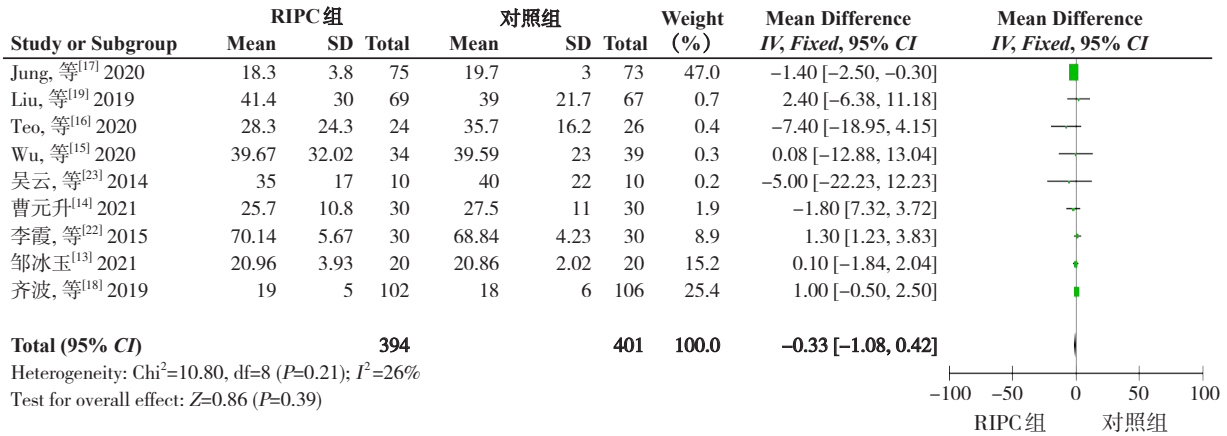 RIPC组 对照组 Weight Mean Difference Mean Difference
Study or Subgroup Mean SD Total Mean SD Total （%） IV, Fixed, 95% CI IV, Fixed, 95% CI
Jung, 等[17] 2020 18.3 3.8 75 19.7 3 73 47.0 −1.40 [−2.50, −0.30]
Liu, 等[19] 2019 41.4 30 69 39 21.7 67 0.7 2.40 [−6.38, 11.18]
Teo, 等[16] 2020 28.3 24.3 24 35.7 16.2 26 0.4 −7.40 [−18.95, 4.15]
Wu, 等[15] 2020 39.67 32.02 34 39.59 23 39 0.3 0.08 [−12.88, 13.04]
吴云, 等[23] 2014 35 17 10 40 22 10 0.2 −5.00 [−22.23, 12.23]
曹元升[14] 2021 25.7 10.8 30 27.5 11 30 1.9 −1.80 [7.32, 3.72]
李霞, 等[22] 2015 70.14 5.67 30 68.84 4.23 30 8.9 1.30 [1.23, 3.83]
邹冰玉[13] 2021 20.96 3.93 20 20.86 2.02 20 15.2 0.10 [−1.84, 2.04]
齐波, 等[18] 2019 19 5 102 18 6 106 25.4 1.00 [−0.50, 2.50]
Total (95% CI) 394 401 100.0 −0.33 [−1.08, 0.42]
Heterogeneity: Chi²=10.80, df=8 (P=0.21); I²=26%
Test for overall effect: Z=0.86 (P=0.39)
−100 −50 0 50 100
RIPC组 对照组